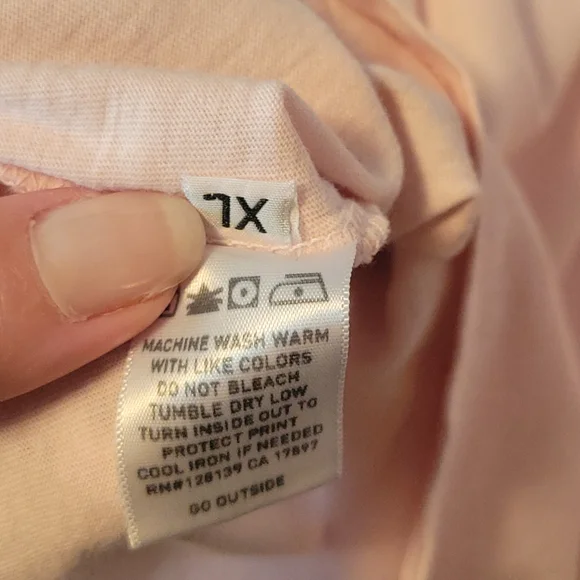 XL
MACHINE WASH WARM
WITH LIKE COLORS
DO NOT BLEACH
TUMBLE DRY LOW
TURN INSIDE OUT TO
PROTECT PRINT
COOL IRON IF NEEDED
RN#128139 CA 17897
GO OUTSIDE